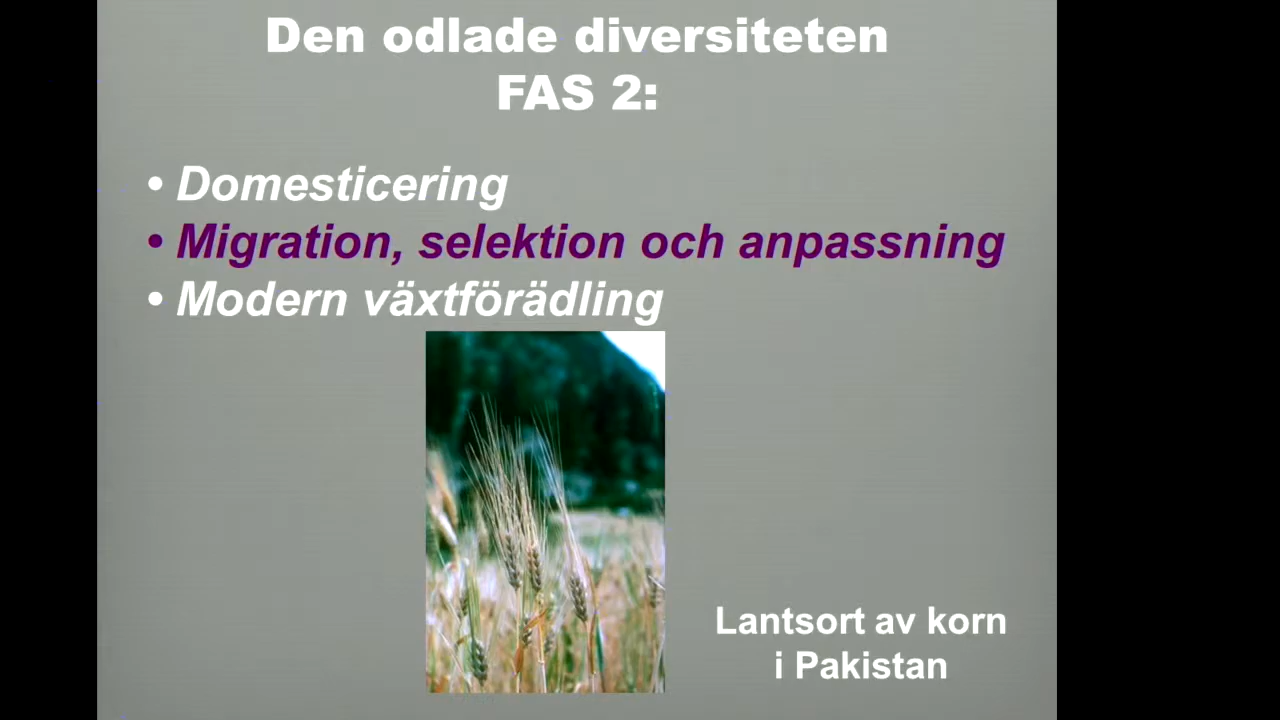 Den odlade diversiteten
FAS 2:
• Domesticering
• Migration, selektion och anpassning
• Modern växtförädling
Lantsort av korn
i Pakistan